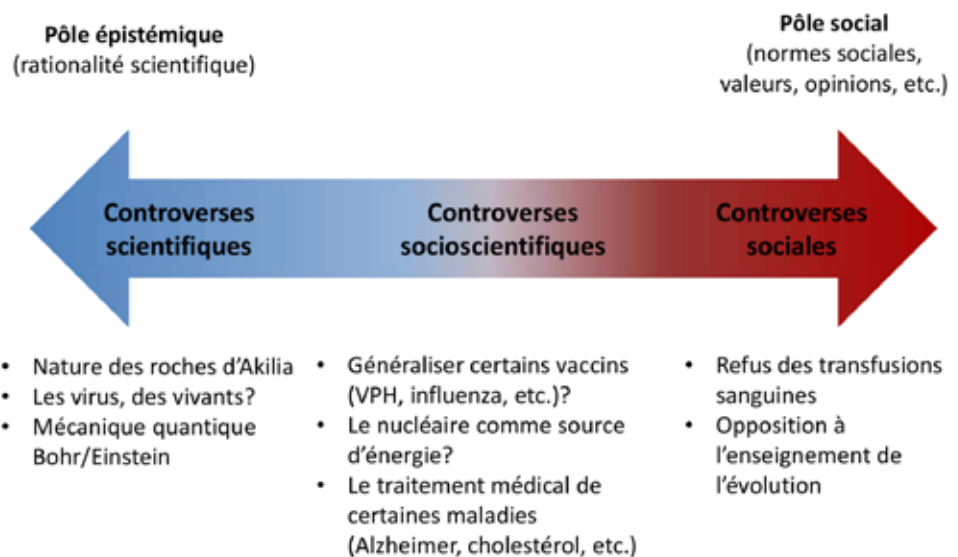 Pôle épistémique
(rationalité scientifique)
Pôle social
(normes sociales,
valeurs, opinions, etc.)
Controverses
scientifiques
Controverses
socioscientifiques
Controverses
sociales
• Nature des roches d'Akilia
• Les virus, des vivants?
• Mécanique quantique
Bohr/Einstein
• Généraliser certains vaccins
(VPH, influenza, etc.)?
• Le nucléaire comme source
d'énergie?
• Le traitement médical de
certaines maladies
(Alzheimer, cholestérol, etc.)
• Refus des transfusions
sanguines
• Opposition à
l'enseignement de
l'évolution